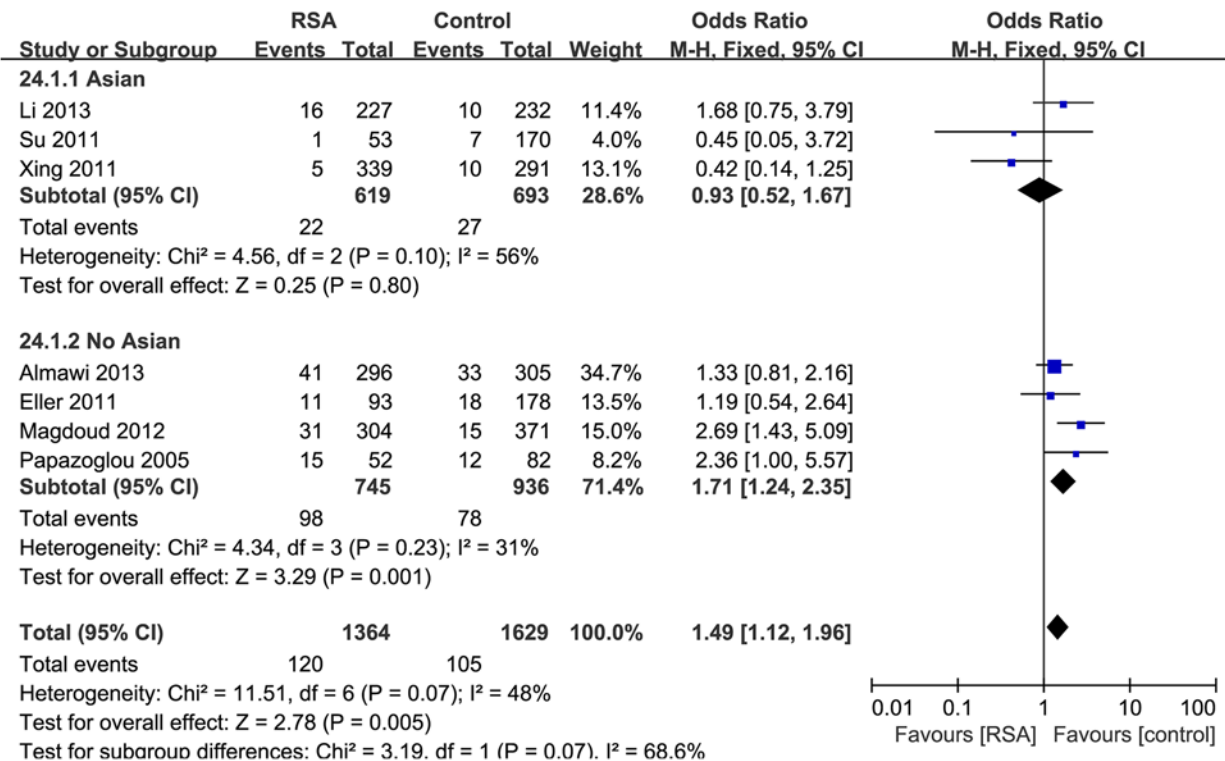 RSA Control Odds Ratio Odds Ratio
Study or Subgroup Events Total Events Total Weight M-H, Fixed, 95% CI M-H, Fixed, 95% CI
24.1.1 Asian
Li 2013 16 227 10 232 11.4% 1.68 [0.75, 3.79]
Su 2011 1 53 7 170 4.0% 0.45 [0.05, 3.72]
Xing 2011 5 339 10 291 13.1% 0.42 [0.14, 1.25]
Subtotal (95% CI) 619 693 28.6% 0.93 [0.52, 1.67]
Total events 22 27
Heterogeneity: Chi² = 4.56, df = 2 (P = 0.10); I² = 56%
Test for overall effect: Z = 0.25 (P = 0.80)
24.1.2 No Asian
Almawi 2013 41 296 33 305 34.7% 1.33 [0.81, 2.16]
Eller 2011 11 93 18 178 13.5% 1.19 [0.54, 2.64]
Magdoud 2012 31 304 15 371 15.0% 2.69 [1.43, 5.09]
Papazoglou 2005 15 52 12 82 8.2% 2.36 [1.00, 5.57]
Subtotal (95% CI) 745 936 71.4% 1.71 [1.24, 2.35]
Total events 98 78
Heterogeneity: Chi² = 4.34, df = 3 (P = 0.23); I² = 31%
Test for overall effect: Z = 3.29 (P = 0.001)
Total (95% CI) 1364 1629 100.0% 1.49 [1.12, 1.96]
Total events 120 105
Heterogeneity: Chi² = 11.51, df = 6 (P = 0.07); I² = 48%
Test for overall effect: Z = 2.78 (P = 0.005)
Test for subgroup differences: Chi² = 3.19, df = 1 (P = 0.07), I² = 68.6%
0.01 0.1 1 10 100
Favours [RSA] Favours [control]